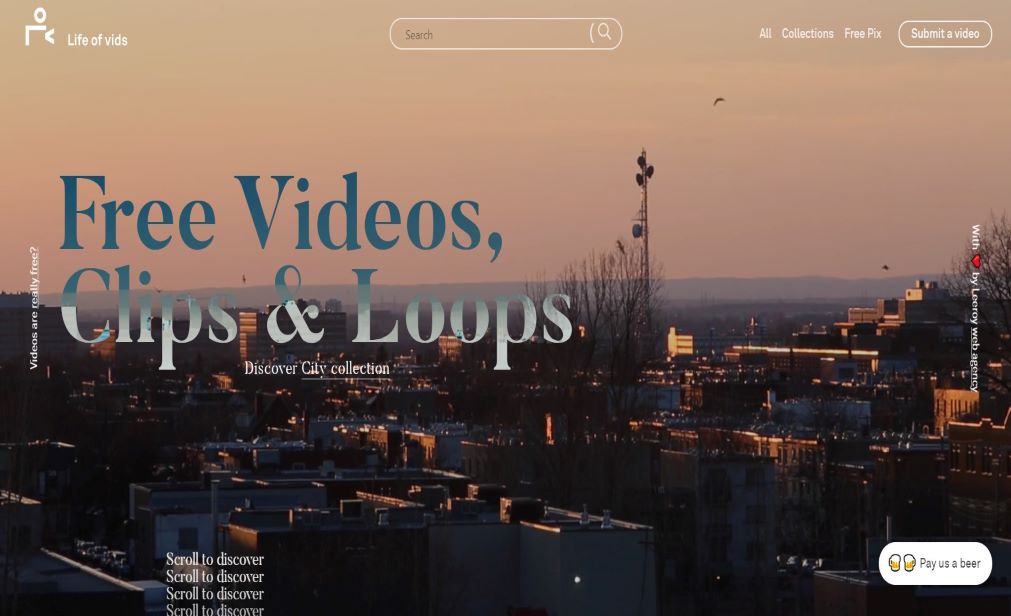 Life of vids
Search
All
Collections
Free Pix
Submit a video
Free Videos,
Clips & Loops
Discover City collection
Videos are really free?
With ❤️ by Leeroy web agency
Scroll to discover
Scroll to discover
Scroll to discover
Scroll to discover
Pay us a beer